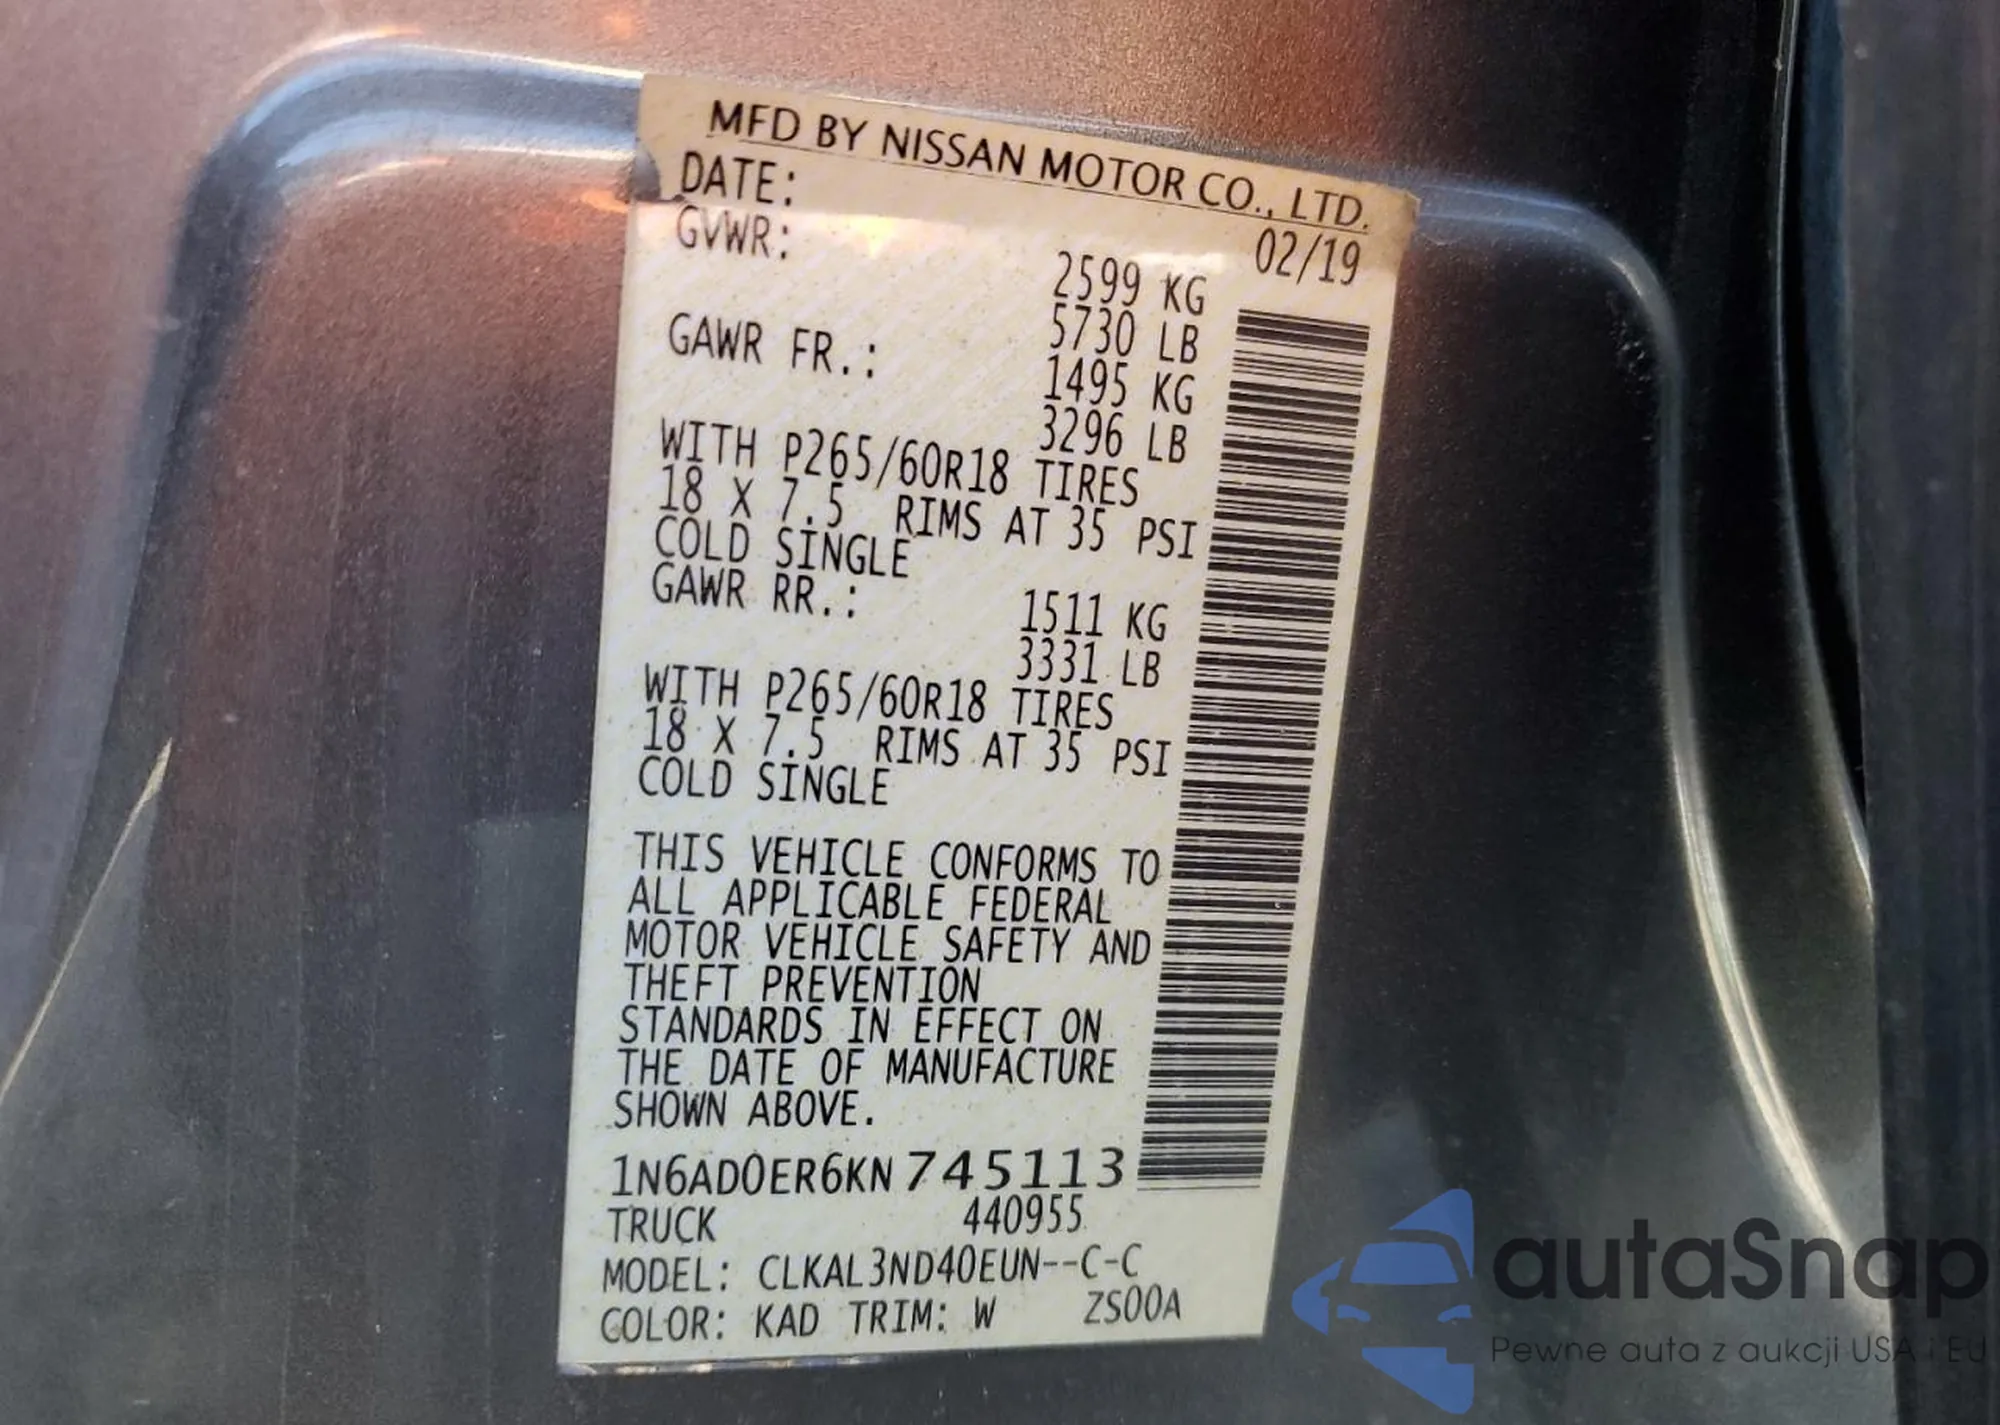 MFD BY NISSAN MOTOR CO., LTD.
DATE: 02/19
GVWR: 2599 KG
5730 LB
GAWR FR.: 1495 KG
3296 LB
WITH P265/60R18 TIRES
18 X 7.5 RIMS AT 35 PSI
COLD SINGLE
GAWR RR.: 1511 KG
3331 LB
WITH P265/60R18 TIRES
18 X 7.5 RIMS AT 35 PSI
COLD SINGLE
THIS VEHICLE CONFORMS TO
ALL APPLICABLE FEDERAL
MOTOR VEHICLE SAFETY AND
THEFT PREVENTION
STANDARDS IN EFFECT ON
THE DATE OF MANUFACTURE
SHOWN ABOVE.
1N6AD0ER6KN745113
TRUCK 440955
MODEL: CLKAL3ND40EUN--C-C
COLOR: KAD TRIM: W ZS00A
autaSnap
Pewne auta z aukcji USA i EU